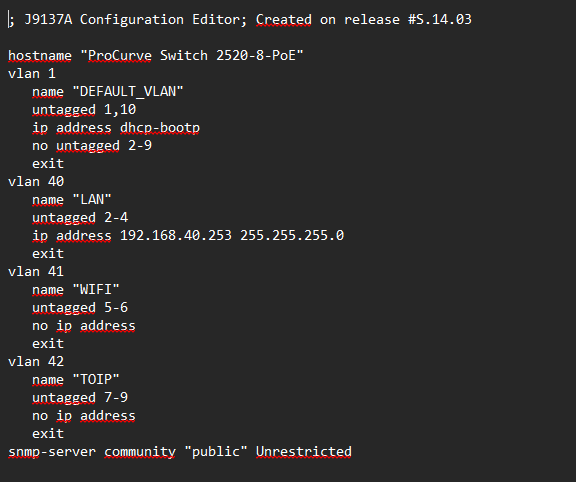 ; J9137A Configuration Editor; Created on release #S.14.03

hostname "ProCurve Switch 2520-8-PoE"
vlan 1
   name "DEFAULT_VLAN"
   untagged 1,10
   ip address dhcp-bootp
   no untagged 2-9
   exit
vlan 40
   name "LAN"
   untagged 2-4
   ip address 192.168.40.253 255.255.255.0
   exit
vlan 41
   name "WIFI"
   untagged 5-6
   no ip address
   exit
vlan 42
   name "TOIP"
   untagged 7-9
   no ip address
   exit
snmp-server community "public" Unrestricted